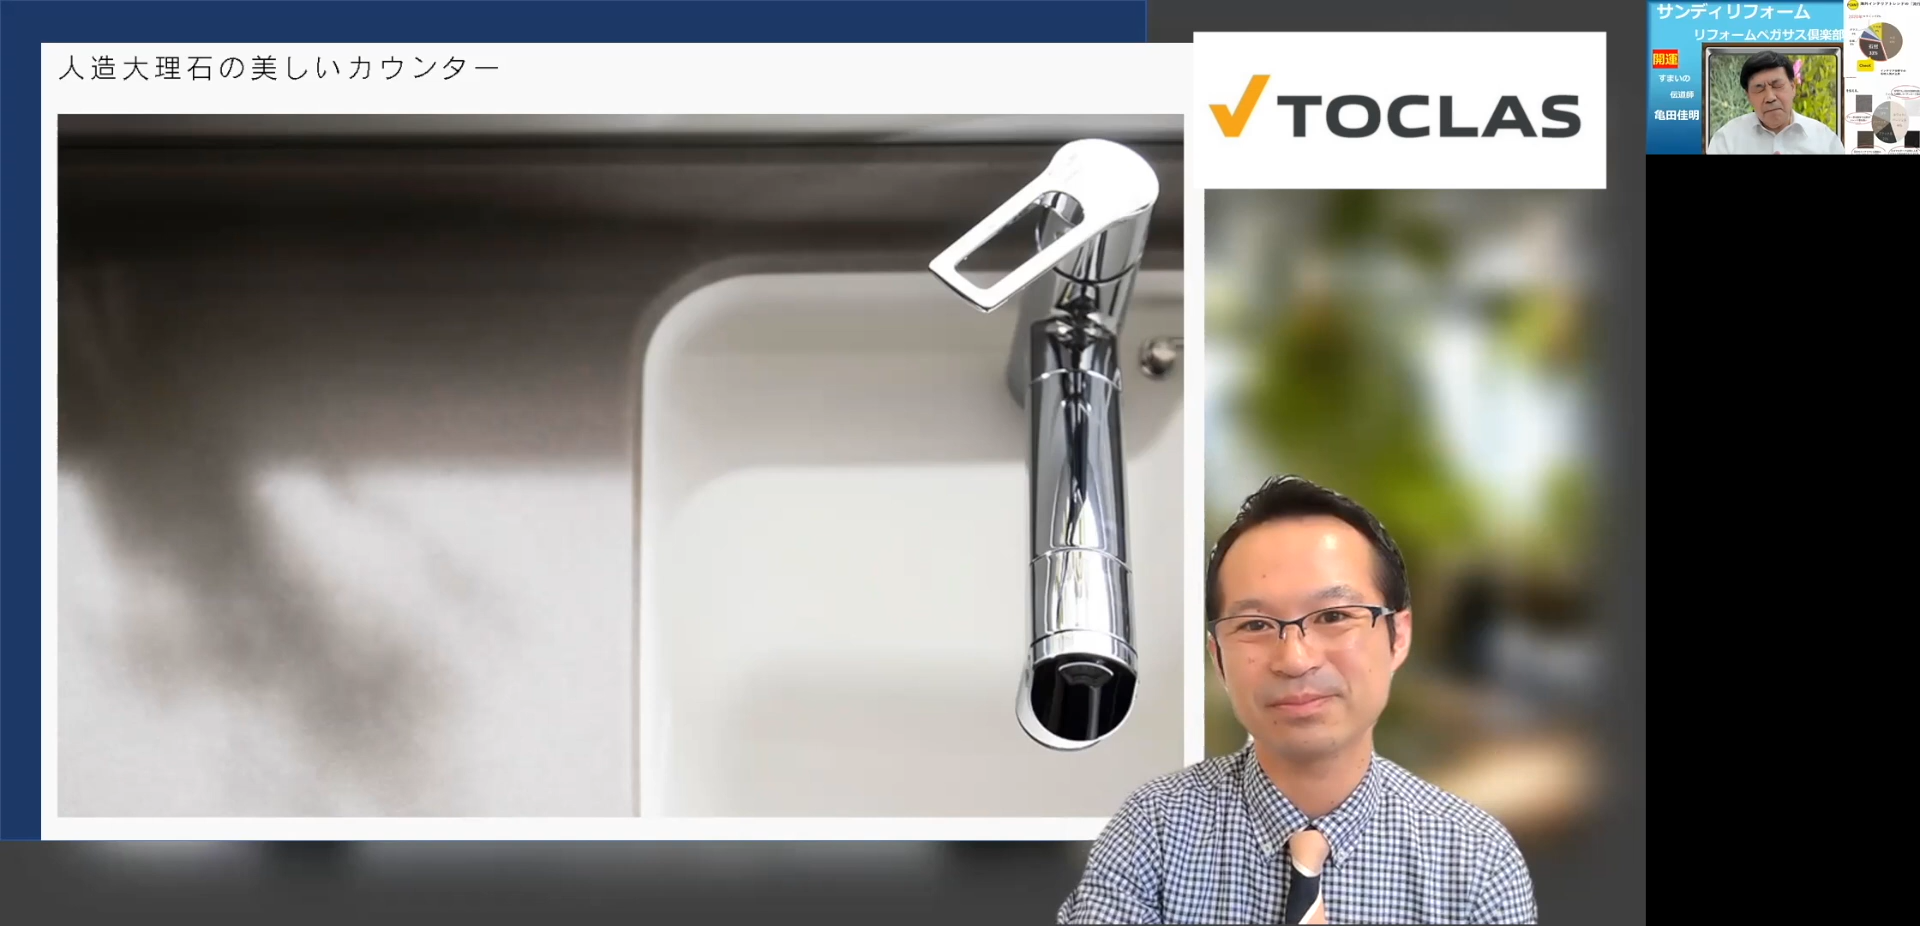 人造大理石の美しいカウンター
TOCLAS
サンディリフォーム
リフォームペガサス倶楽部
開運
すまいの
伝道師
亀田佳明